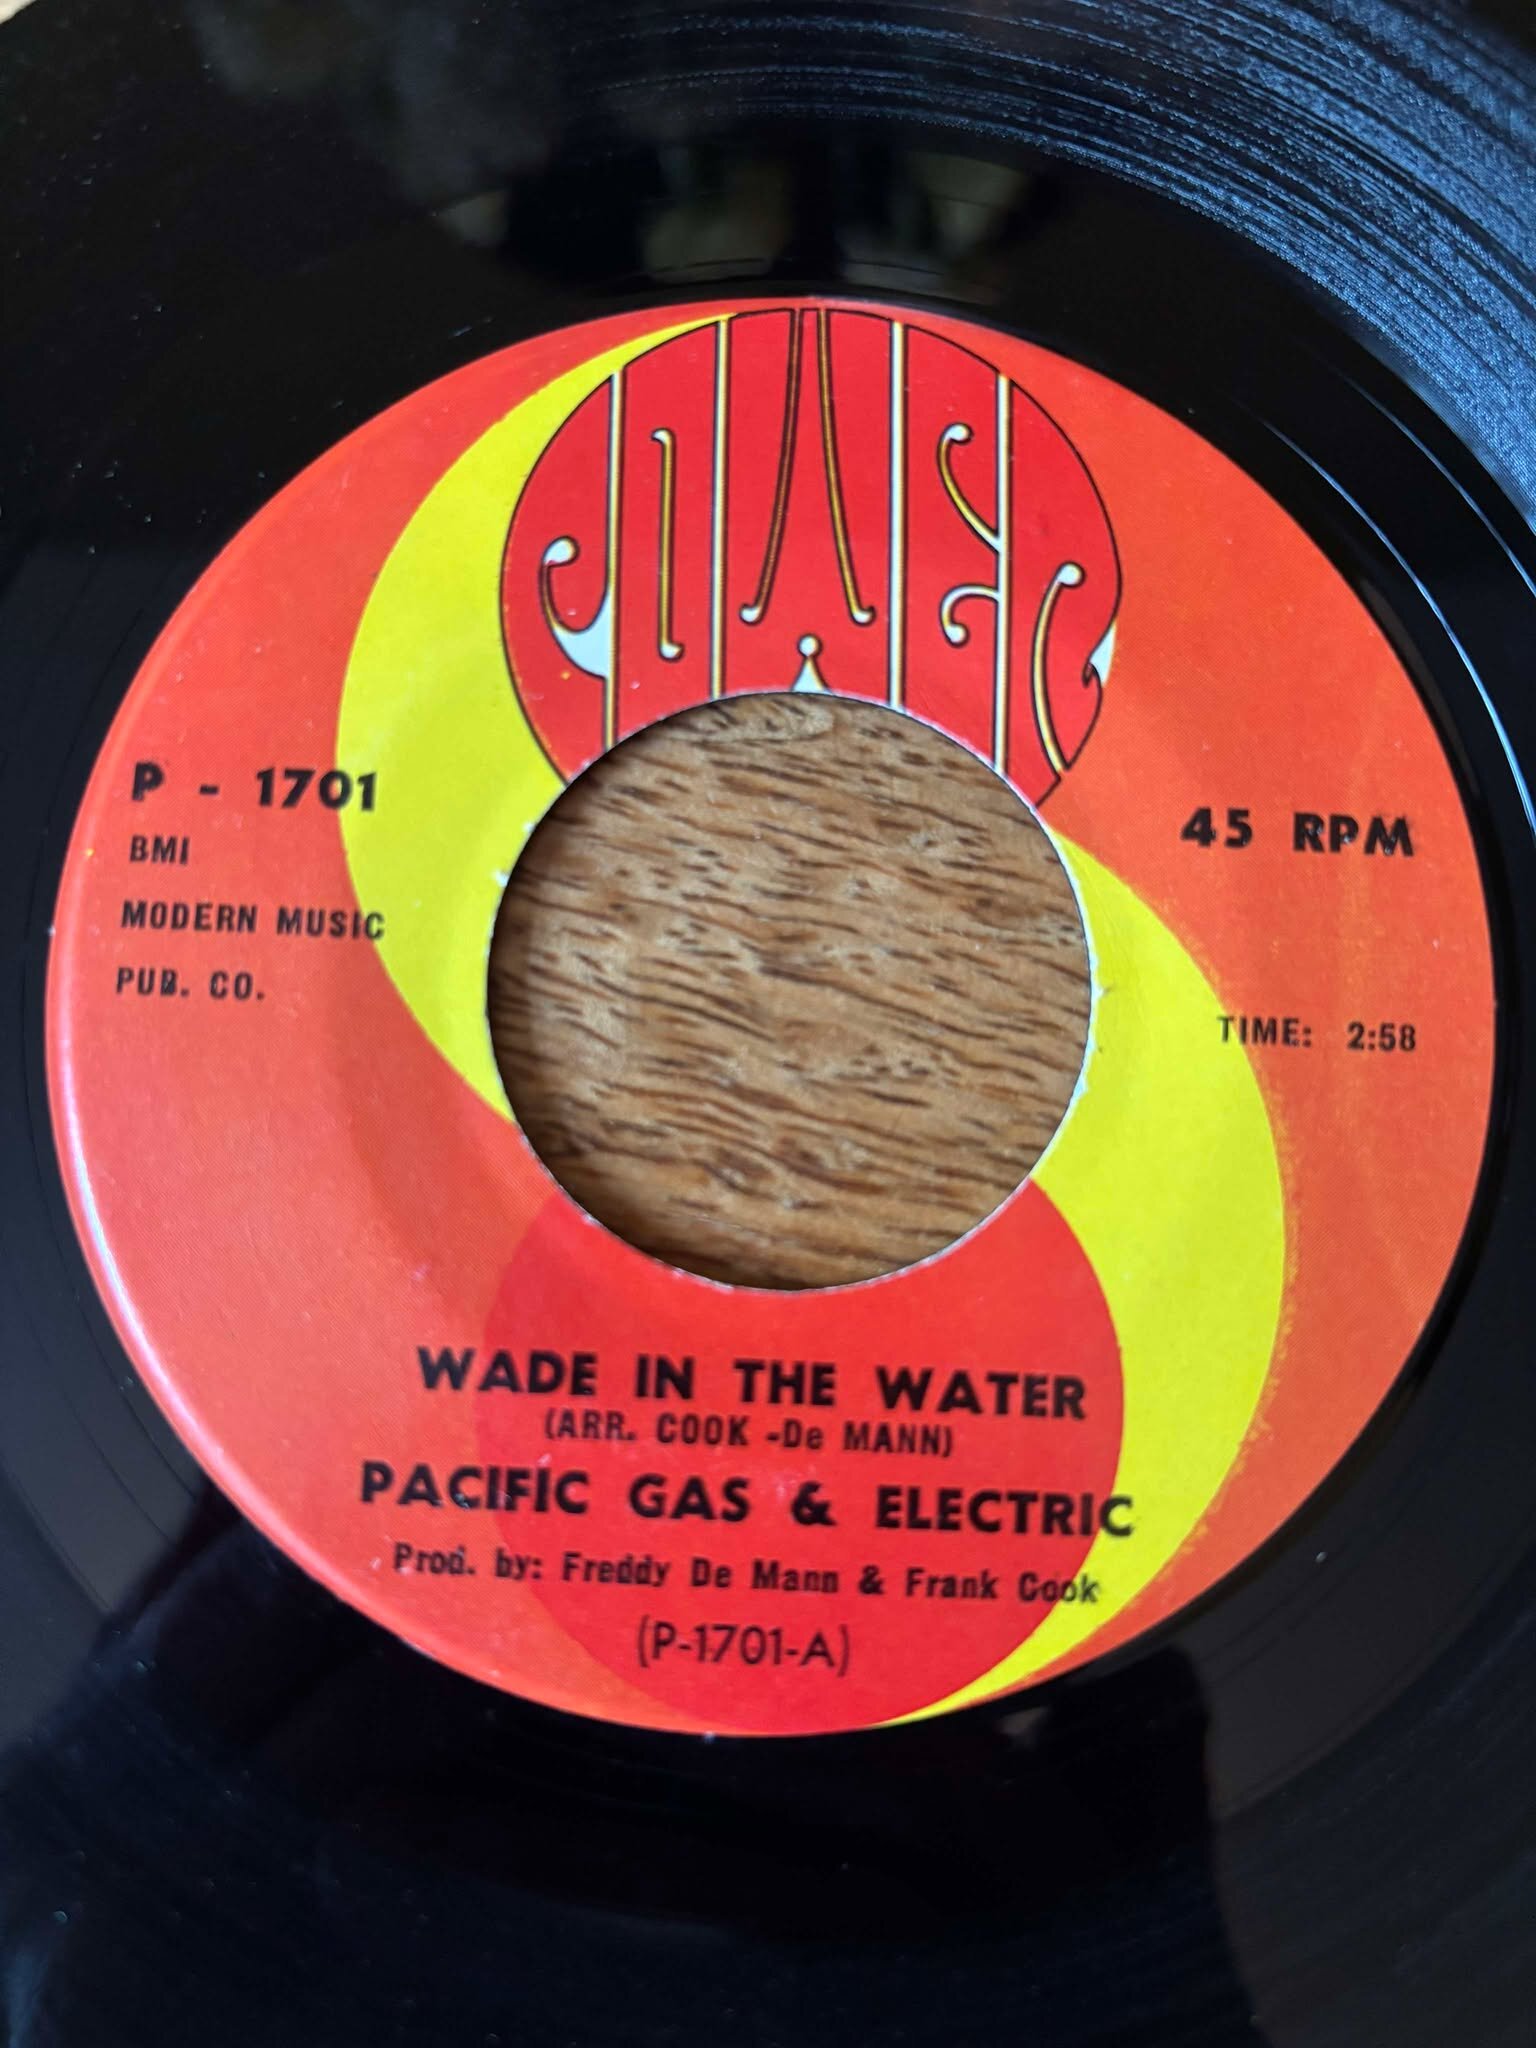 POWER
P - 1701
45 RPM
BMI
MODERN MUSIC
PUB. CO.
TIME: 2:58
WADE IN THE WATER
(ARR. COOK -De MANN)
PACIFIC GAS & ELECTRIC
Prod. by: Freddy De Mann & Frank Cook
(P-1701-A)